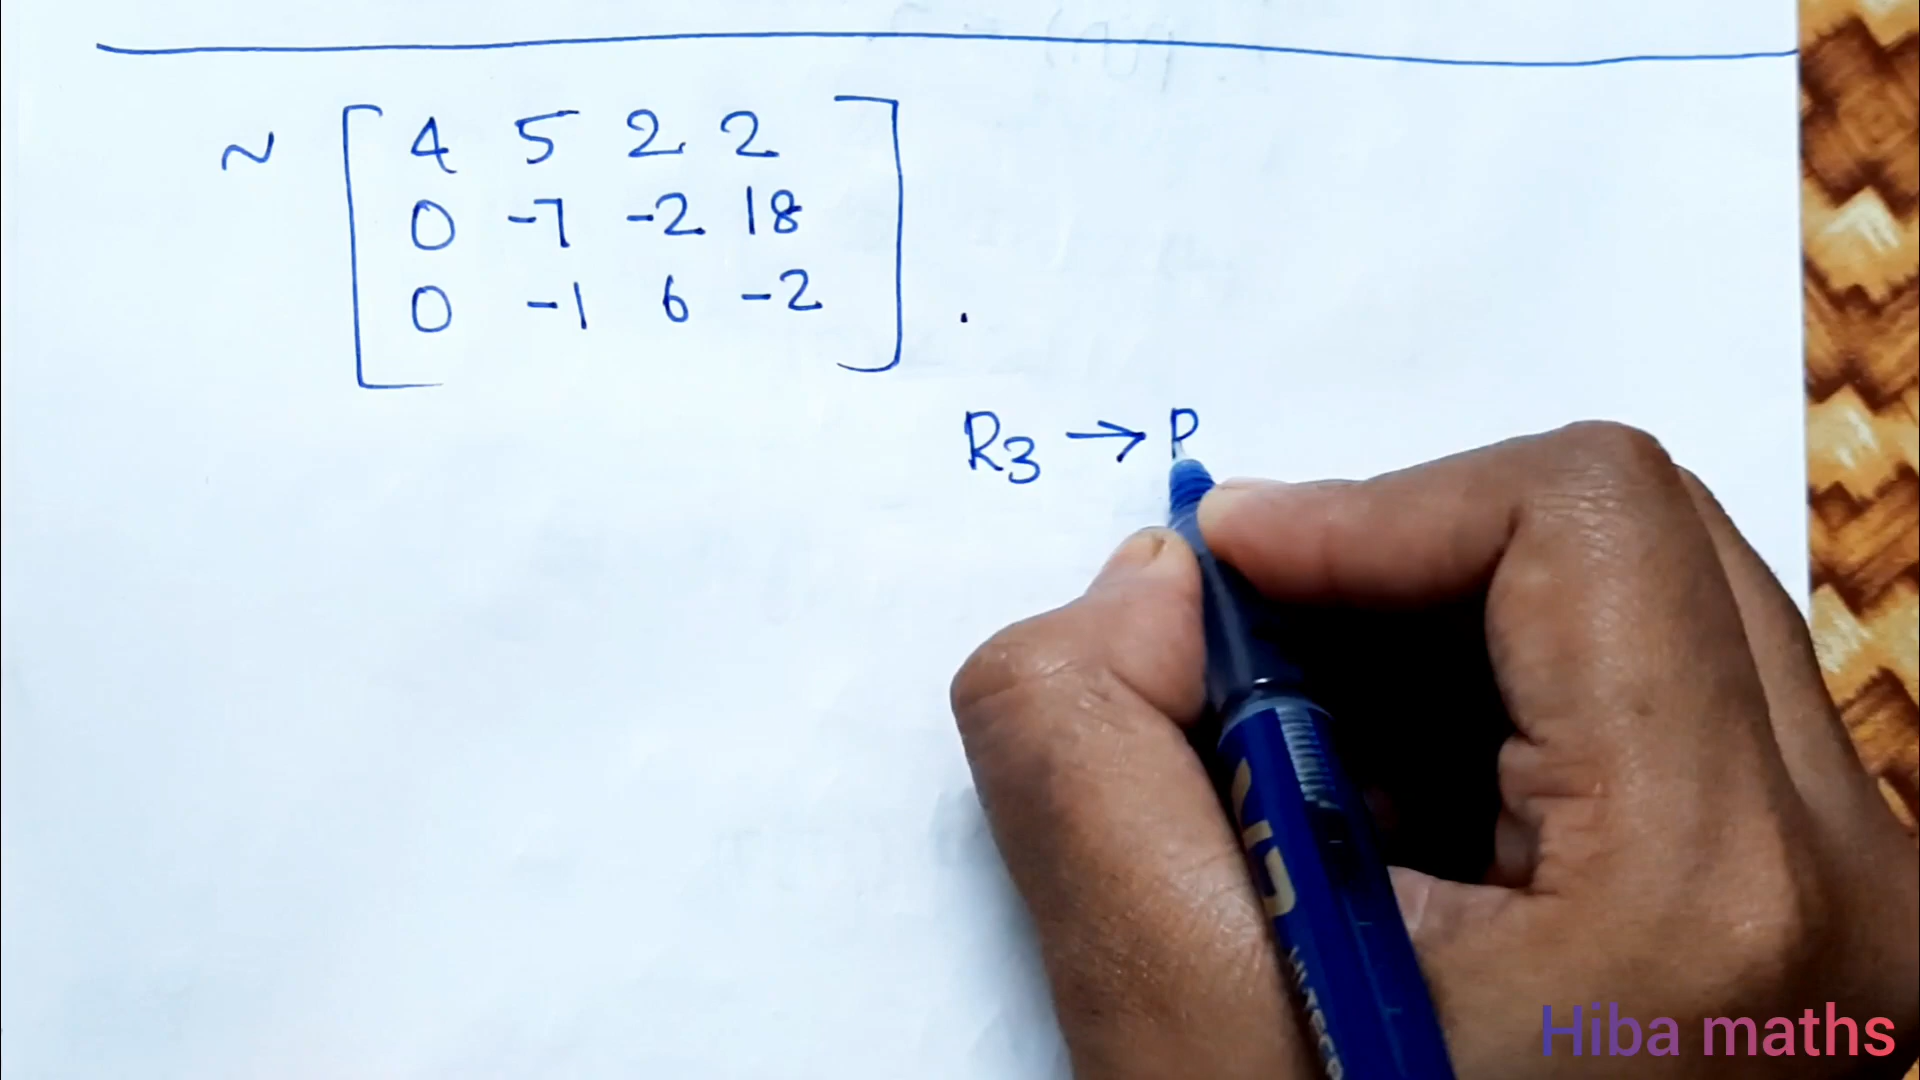 ~ [ 4 5 2 2
0 -7 -2 18
0 -1 6 -2 ] .
R3 → P
Hiba maths